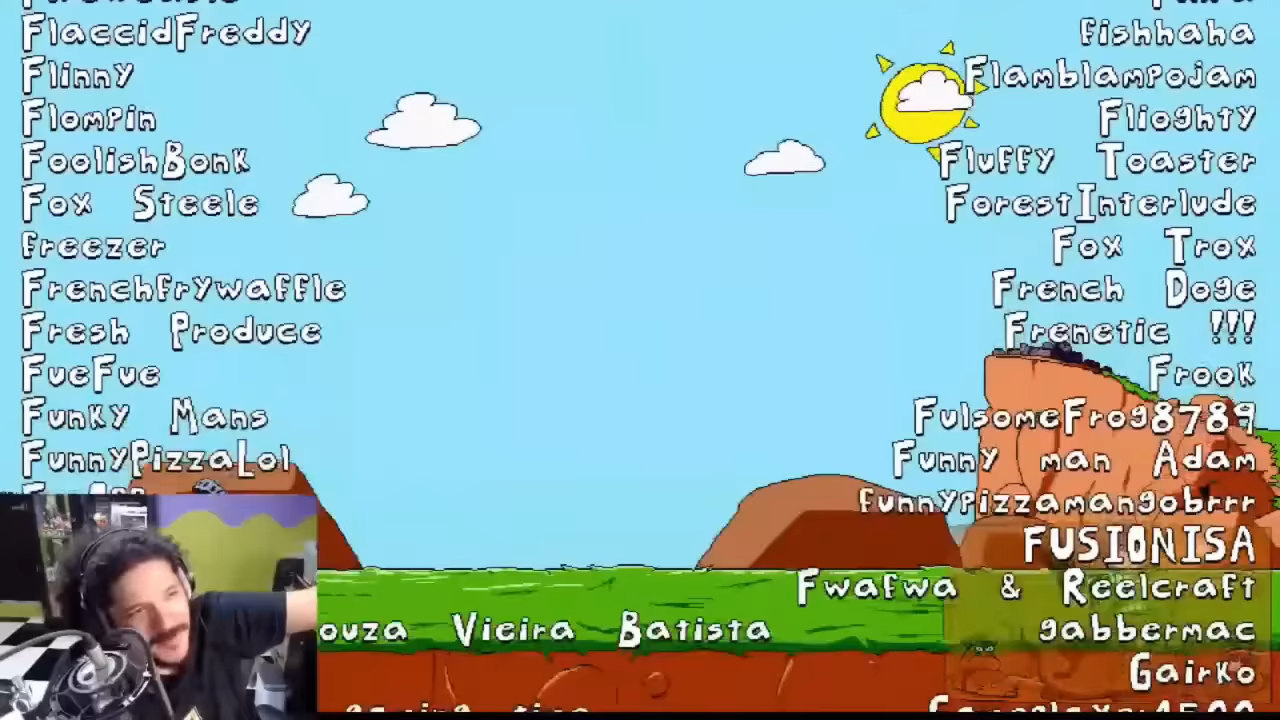 FlaccidFreddy
fishhaha
Flinny
Flamblampojam
Flompin
Flioghty
FoolishBonk
Fluffy Toaster
Fox Steele
ForestInterlude
freezer
Fox Trox
Frenchfrywaffle
French Doge
Fresh Produce
Frenetic !!!
FueFue
Frook
Funky Mans
FulsomeFrog8789
FunnyPizzaLol
Funny man Adam
funnypizzamangobrrr
FUSIONISA
Fwafwa & Reelcraft
ouza Vieira Batista
gabbermac
Gairko